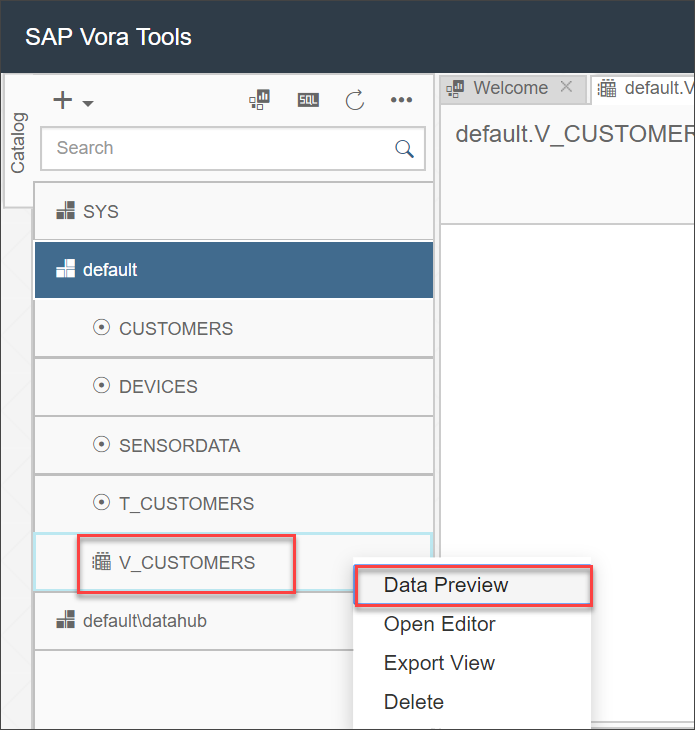 SAP Vora Tools
Catalog
SQL
Search
SYS
default
CUSTOMERS
DEVICES
SENSORDATA
T_CUSTOMERS
V_CUSTOMERS
default\datahub
Welcome
default.V
default.V_CUSTOMER
Data Preview
Open Editor
Export View
Delete